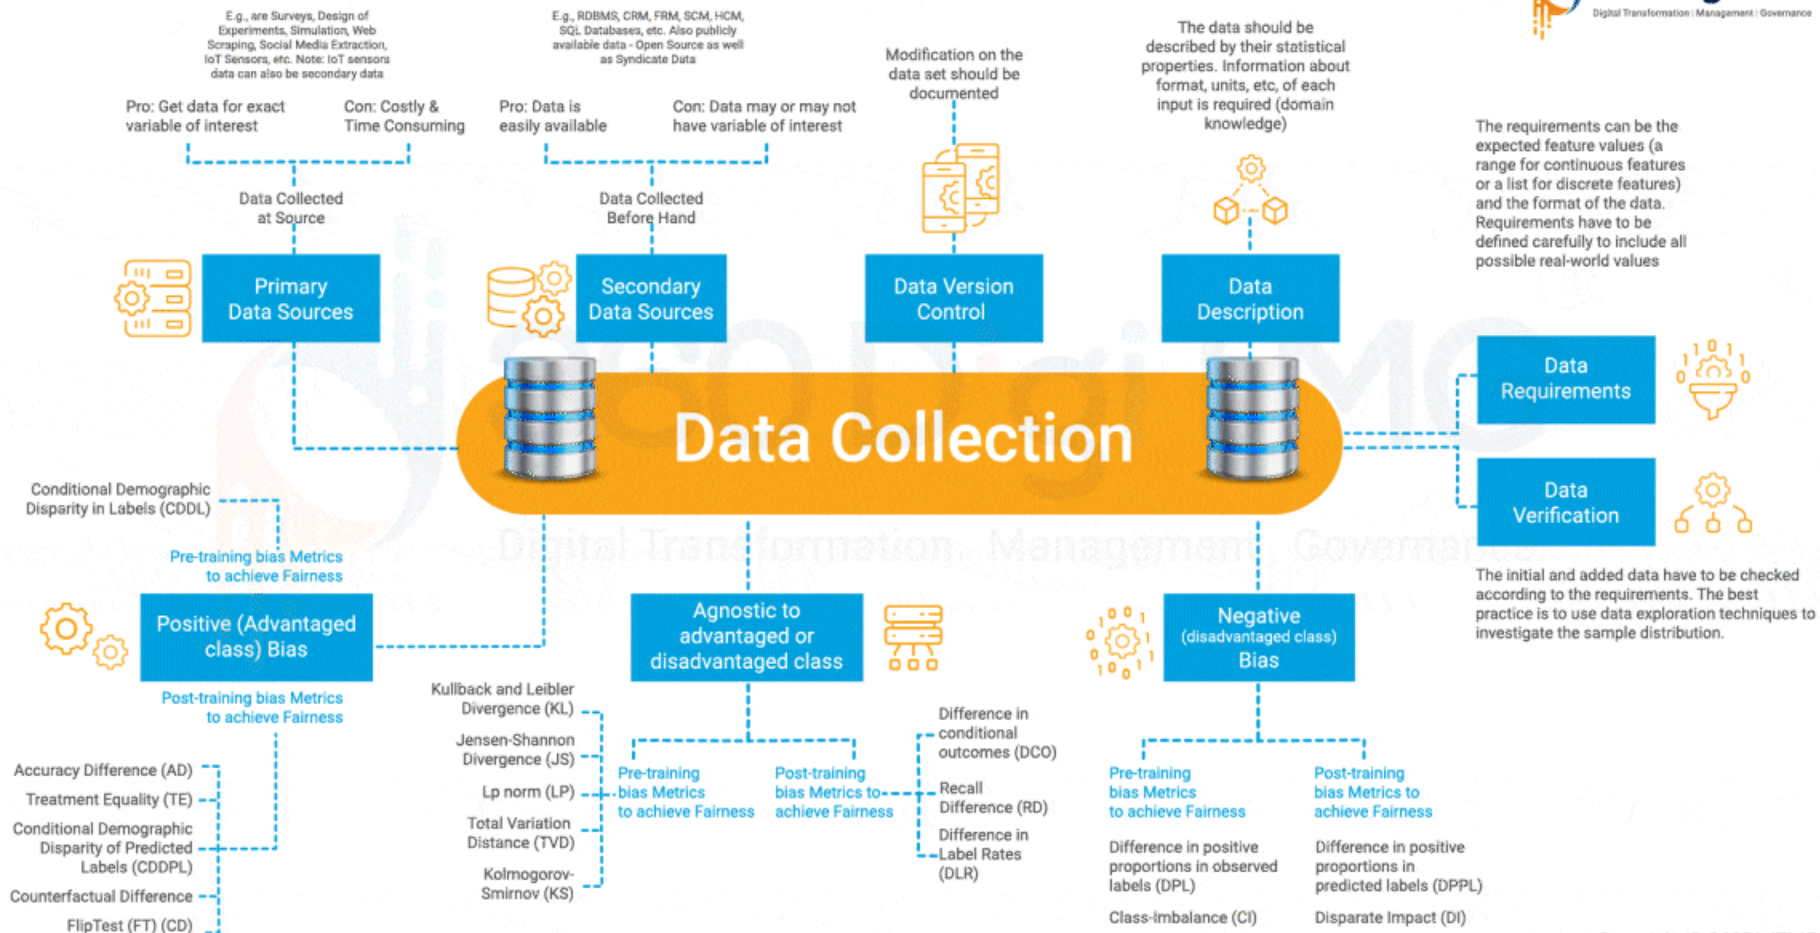 E.g., are Surveys, Design of
Experiments, Simulation, Web
Scraping, Social Media Extraction,
IoT Sensors, etc. Note: IoT sensors
data can also be secondary data
Pro: Get data for exact
variable of interest
Con: Costly &
Time Consuming
Data Collected
at Source
Primary
Data Sources
E.g., RDBMS, CRM, FRM, SCM, HCM,
SQL Databases, etc. Also publicly
available data - Open Source as well
as Syndicate Data
Pro: Data is
easily available
Con: Data may or may not
have variable of interest
Data Collected
Before Hand
Secondary
Data Sources
Modification on the
data set should be
documented
Data Version
Control
The data should be
described by their statistical
properties. Information about
format, units, etc, of each
input is required (domain
knowledge)
Data
Description
Digital Transformation | Management | Governance
The requirements can be the
expected feature values (a
range for continuous features
or a list for discrete features)
and the format of the data.
Requirements have to be
defined carefully to include all
possible real-world values
Data
Requirements
Data
Verification
The initial and added data have to be checked
according to the requirements. The best
practice is to use data exploration techniques to
investigate the sample distribution.
Data Collection
Digital Transformation Management Governance
Conditional Demographic
Disparity in Labels (CDDL)
Pre-training bias Metrics
to achieve Fairness
Positive (Advantaged
class) Bias
Post-training bias Metrics
to achieve Fairness
Accuracy Difference (AD)
Treatment Equality (TE)
Conditional Demographic
Disparity of Predicted
Labels (CDDPL)
Counterfactual Difference
FlipTest (FT) (CD)
Agnostic to
advantaged or
disadvantaged class
Kullback and Leibler
Divergence (KL)
Jensen-Shannon
Divergence (JS)
Lp norm (LP)
Total Variation
Distance (TVD)
Kolmogorov-
Smirnov (KS)
Pre-training
bias Metrics
to achieve Fairness
Post-training
bias Metrics to
achieve Fairness
Difference in
conditional
outcomes (DCO)
Recall
Difference (RD)
Difference in
Label Rates
(DLR)
Negative
(disadvantaged class)
Bias
Pre-training
bias Metrics
to achieve Fairness
Difference in positive
proportions in observed
labels (DPL)
Class-imbalance (CI)
Post-training
bias Metrics to
achieve Fairness
Difference in positive
proportions in
predicted labels (DPPL)
Disparate Impact (DI)